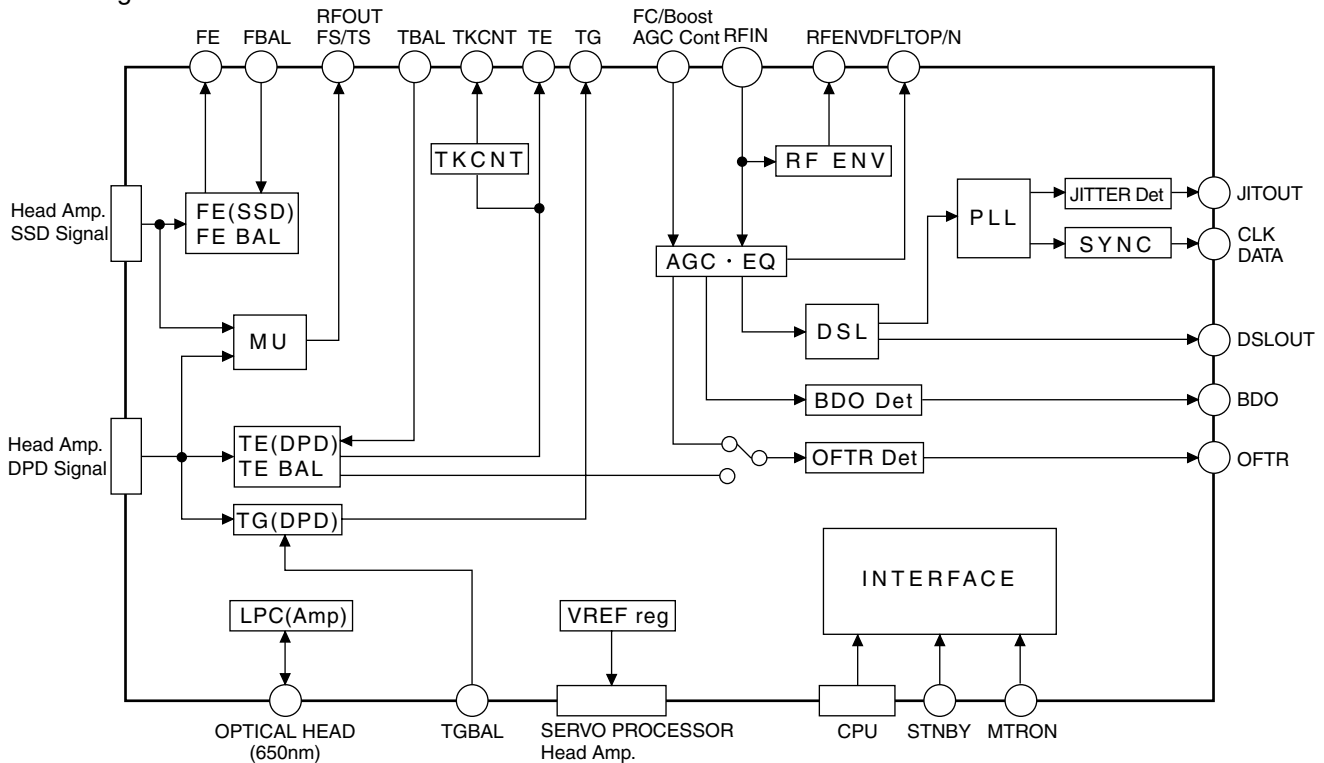 RFOUT
FC/Boost
FE FBAL FS/TS TBAL TKCNT TE TG AGC Cont RFIN RFENV DFLTOP/N
TKCNT
RF ENV
Head Amp.
SSD Signal
FE(SSD)
FE BAL
PLL
JITTER Det
JITOUT
SYNC
CLK
DATA
AGC・EQ
MU
DSL
DSLOUT
BDO Det
BDO
Head Amp.
DPD Signal
TE(DPD)
TE BAL
OFTR Det
OFTR
TG(DPD)
INTERFACE
LPC(Amp)
VREF reg
OPTICAL HEAD
(650nm)
TGBAL
SERVO PROCESSOR
Head Amp.
CPU
STNBY
MTRON